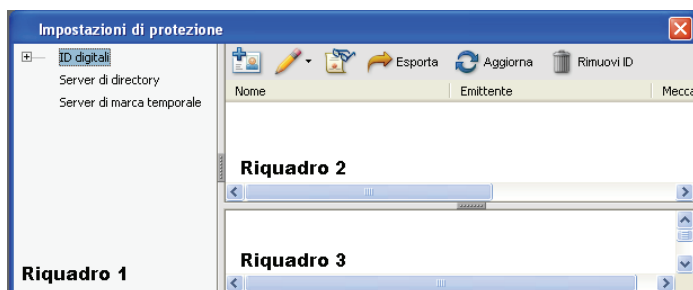 Impostazioni di protezione
ID digitali
Server di directory
Server di marca temporale
Esporta Aggiorna Rimuovi ID
Nome Emittente Mecca
Riquadro 2
Riquadro 3
Riquadro 1